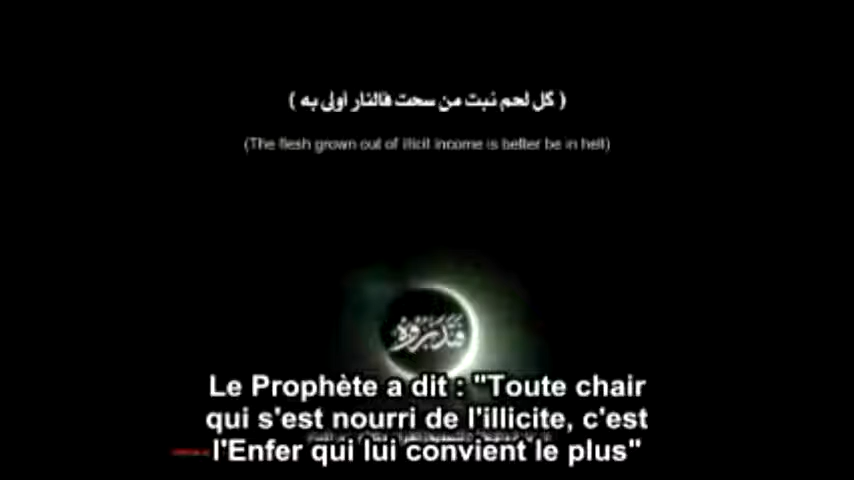 ( كل لحم نبت من سحت فالنار اولى به )
(The flesh grown out of illicit income is better be in hell)
فتدبروه
Le Prophète a dit : "Toute chair
qui s'est nourri de l'illicite, c'est
l'Enfer qui lui convient le plus"